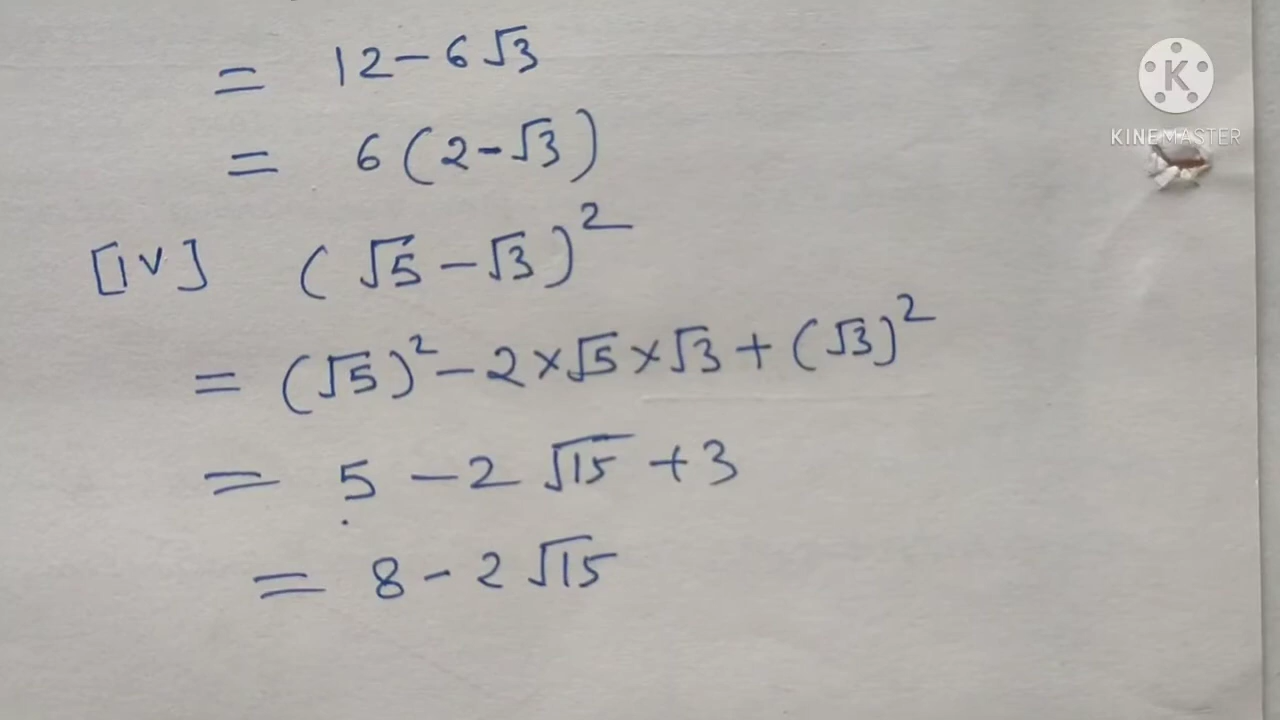 = 12 - 6√3
= 6(2-√3)
[iv] (√5 - √3)²
= (√5)² - 2×√5×√3 + (√3)²
= 5 - 2√15 + 3
= 8 - 2√15
K
KINEMASTER